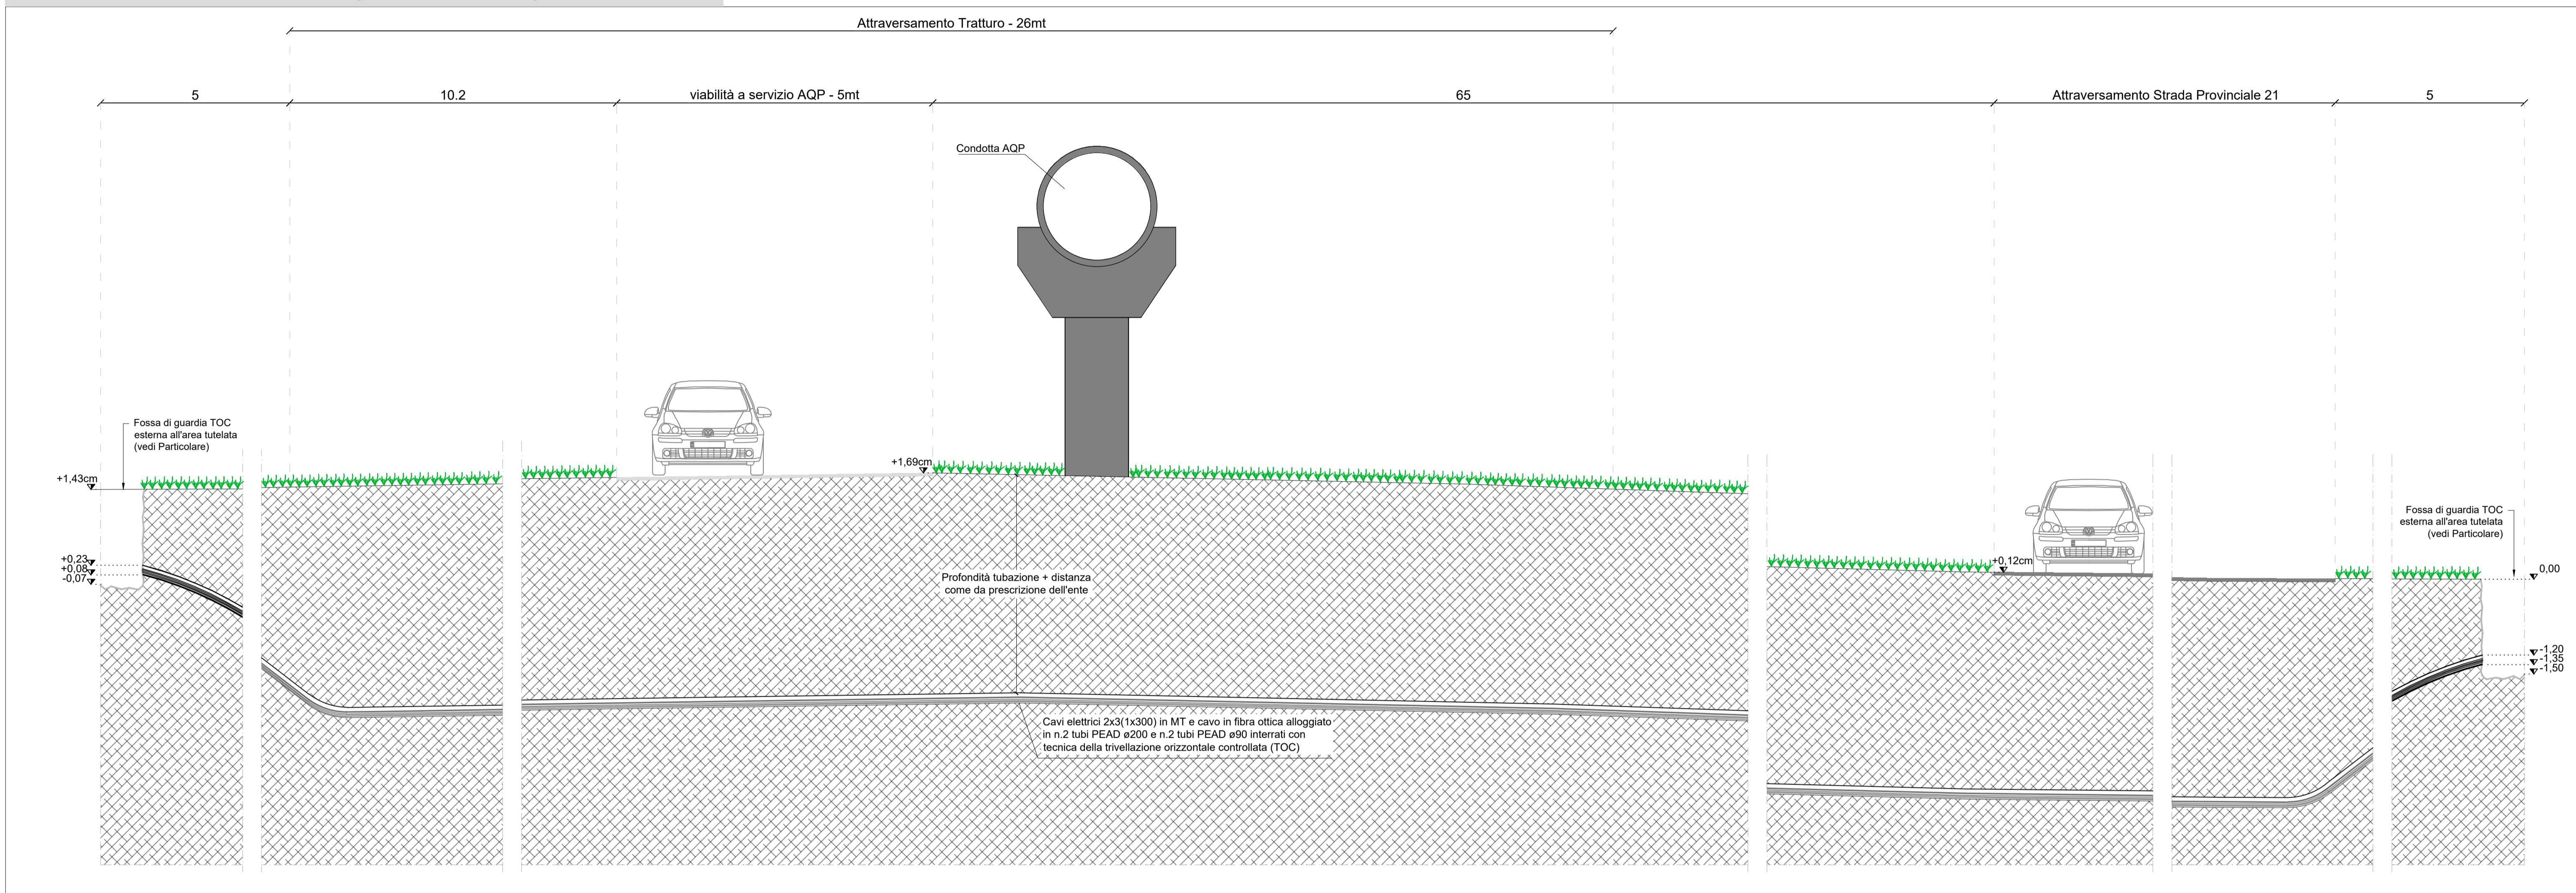 Attraversamento Tratturo - 26mt
5
10.2
viabilità a servizio AQP - 5mt
65
Attraversamento Strada Provinciale 21
5
Condotta AQP
Fossa di guardia TOC
esterna all'area tutelata
(vedi Particolare)
+1,43cm
+1,69cm
+0,23
+0,08
-0,07
Profondità tubazione + distanza
come da prescrizione dell'ente
Cavi elettrici 2x3(1x300) in MT e cavo in fibra ottica alloggiato
in n.2 tubi PEAD ø200 e n.2 tubi PEAD ø90 interrati con
tecnica della trivellazione orizzontale controllata (TOC)
+0,12cm
Fossa di guardia TOC
esterna all'area tutelata
(vedi Particolare)
0,00
-1,20
-1,35
-1,50